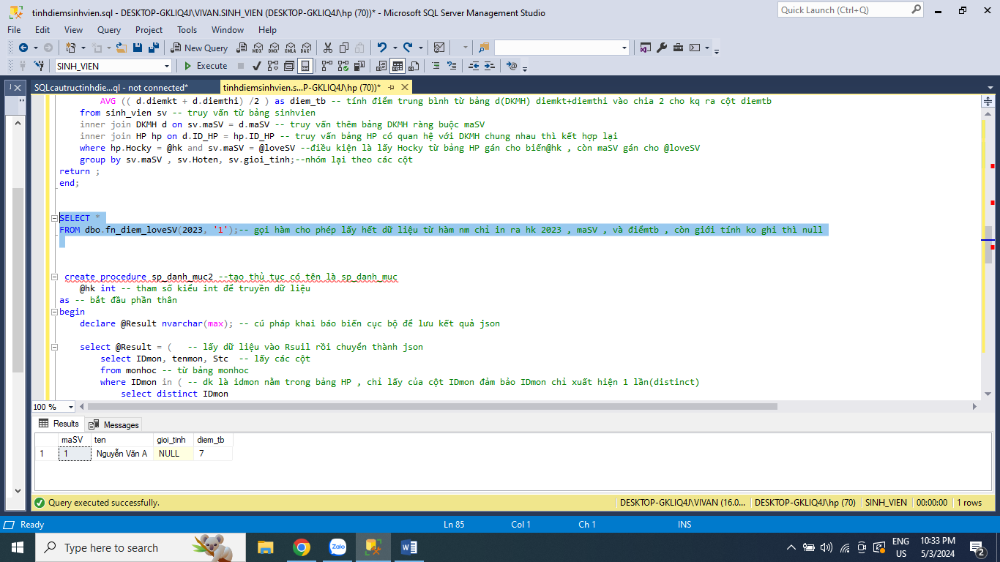 tinhdiemsinhvien.sql - DESKTOP-GKLIQ4J\VIVAN.SINH_VIEN (DESKTOP-GKLIQ4J\hp (70))* - Microsoft SQL Server Management Studio
Quick Launch (Ctrl+Q)
File Edit View Query Project Tools Window Help
New Query
MDX DMX XMLA DAX
SINH_VIEN
Execute
SQLcautructinhdie...ql - not connected*
tinhdiemsinhvien.s...P-GKLIQ4J\hp (70))*
AVG (( d.diemkt + d.diemthi) /2 ) as diem_tb -- tính điểm trung bình từ bảng d(DKMH) diemkt+diemthi vào chia 2 cho kq ra cột diemtb
from sinh_vien sv -- truy vấn từ bảng sinhvien
inner join DKMH d on sv.maSV = d.maSV -- truy vấn thêm bảng DKMH ràng buộc maSV
inner join HP hp on d.ID_HP = hp.ID_HP -- truy vấn bảng HP có quan hệ với DKMH chung nhau thì kết hợp lại
where hp.Hocky = @hk and sv.maSV = @loveSV --điều kiện là lấy Hocky từ bảng HP gán cho biến@hk , còn maSV gán cho @loveSV
group by sv.maSV , sv.Hoten, sv.gioi_tinh;--nhóm lại theo các cột
return ;
end;
SELECT *
FROM dbo.fn_diem_loveSV(2023, '1');-- gọi hàm cho phép lấy hết dữ liệu từ hàm nm chỉ in ra hk 2023 , maSV , và điểmtb , còn giới tính ko ghi thì null
create procedure sp_danh_muc2 --tạo thủ tục có tên là sp_danh_muc
@hk int -- tham số kiểu int để truyền dữ liệu
as -- bắt đầu phần thân
begin
declare @Result nvarchar(max); -- cú pháp khai báo biến cục bộ để lưu kết quả json
select @Result = (   -- lấy dữ liệu vào Rsuil rồi chuyển thành json
select IDmon, tenmon, Stc  -- lấy các cột
from monhoc -- từ bảng monhoc
where IDmon in ( -- dk là idmon nằm trong bảng HP , chỉ lấy của cột IDmon đảm bảo IDmon chỉ xuất hiện 1 lần(distinct)
select distinct IDmon
100 %
Results Messages
maSV ten gioi_tinh diem_tb
1 1 Nguyễn Văn A NULL 7
Query executed successfully.
DESKTOP-GKLIQ4J\VIVAN (16.0... DESKTOP-GKLIQ4J\hp (70) SINH_VIEN 00:00:00 1 rows
Ready Ln 85 Col 1 Ch 1 INS
Type here to search
Zalo
W
ENG
US
10:33 PM
5/3/2024
2